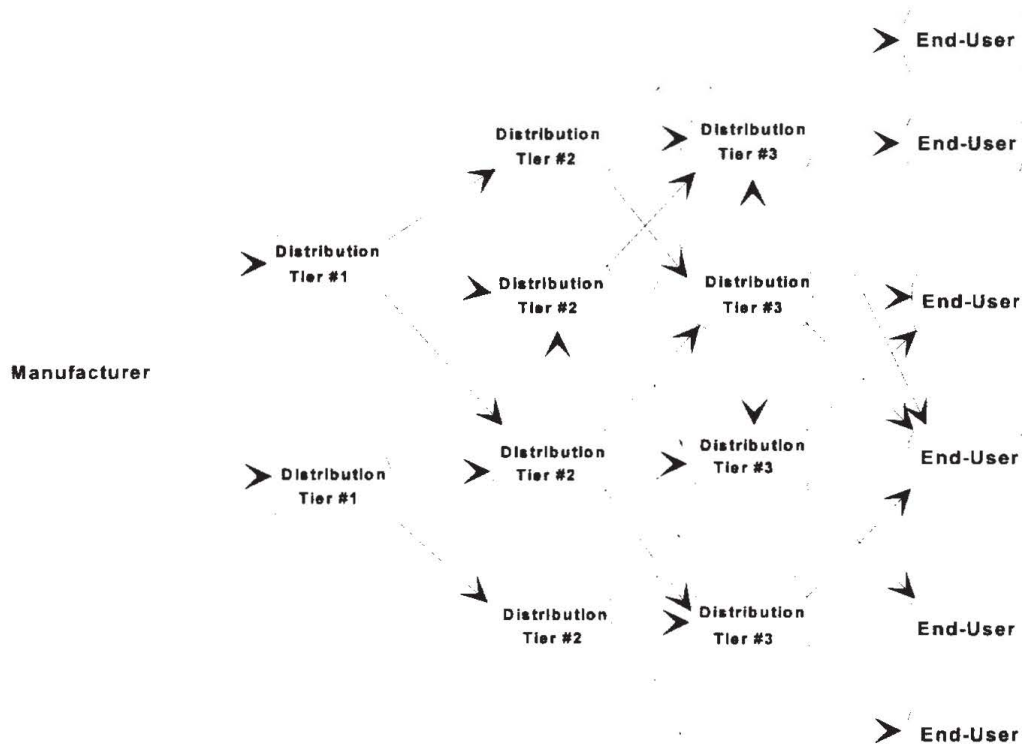 End-User
Distribution
Tier #2
Distribution
Tier #3
End-User
Distribution
Tier #1
Distribution
Tier #2
Distribution
Tier #3
End-User
Manufacturer
Distribution
Tier #1
Distribution
Tier #2
Distribution
Tier #3
End-User
Distribution
Tier #2
Distribution
Tier #3
End-User
End-User